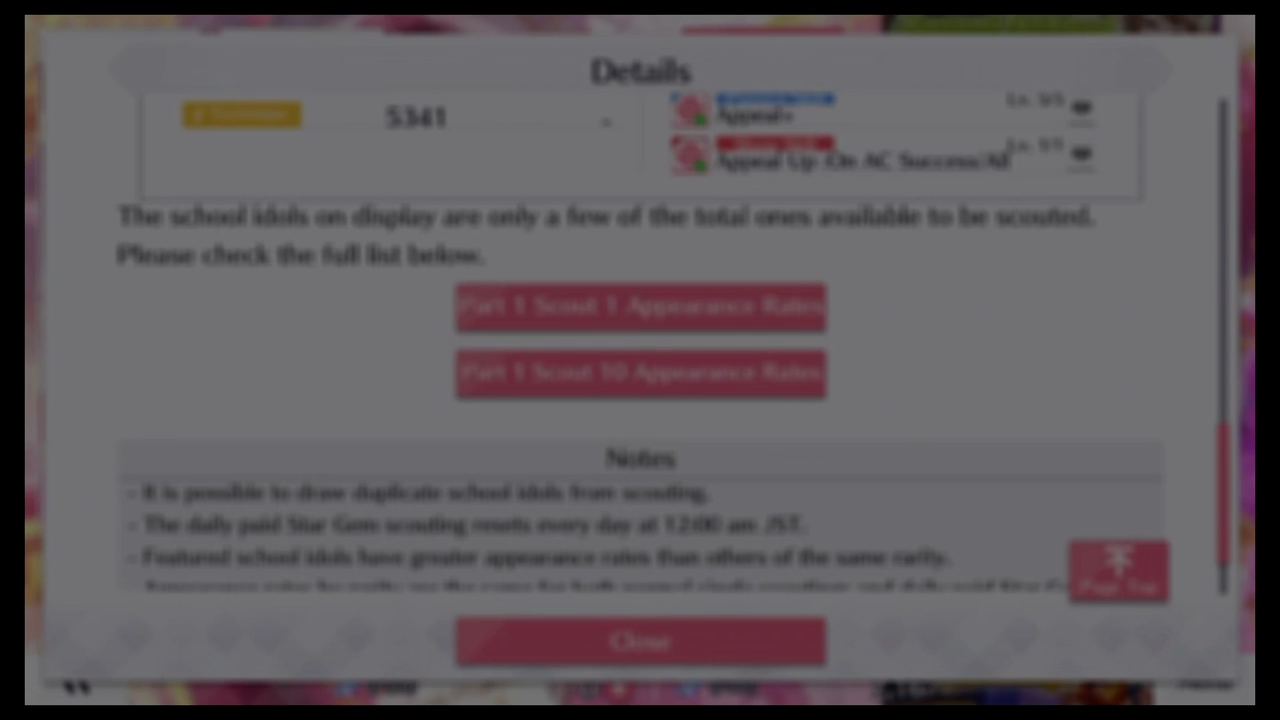 Details
5341 -
Appeal+
Appeal Up :On AC Success/All
The school idols on display are only a few of the total ones available to be scouted.
Please check the full list below.
Part 1 Scout 1 Appearance Rates
Part 1 Scout 10 Appearance Rates
Notes
- It is possible to draw duplicate school idols from scouting.
- The daily paid Star Gem scouting resets every day at 12:00 am JST.
- Featured school idols have greater appearance rates than others of the same rarity.
Page Top
Close